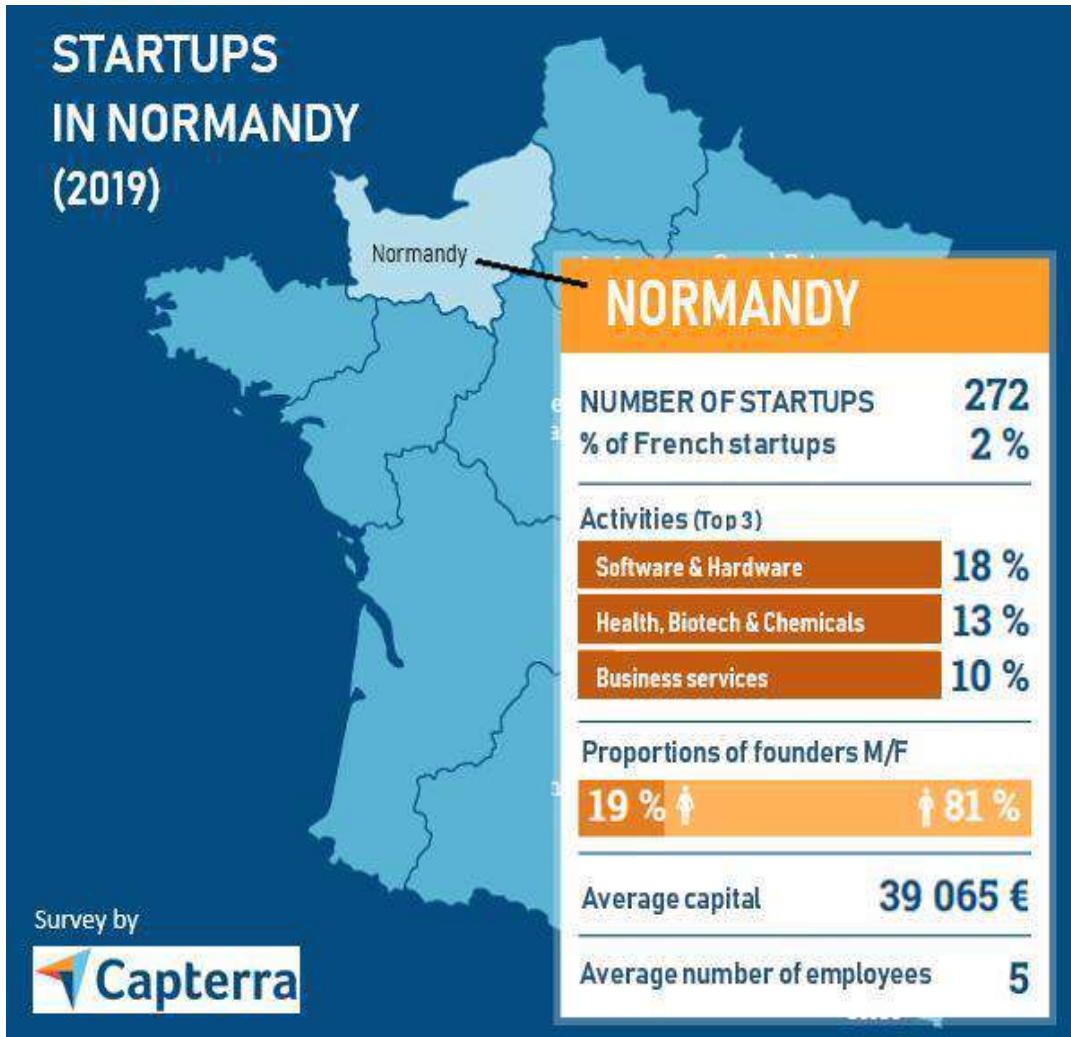 STARTUPS
IN NORMANDY
(2019)
Normandy
NORMANDY
NUMBER OF STARTUPS 272
% of French startups 2 %
Activities (Top 3)
Software & Hardware 18 %
Health, Biotech & Chemicals 13 %
Business services 10 %
Proportions of founders M/F
19 % 81 %
Average capital 39 065 €
Average number of employees 5
Survey by
Capterra